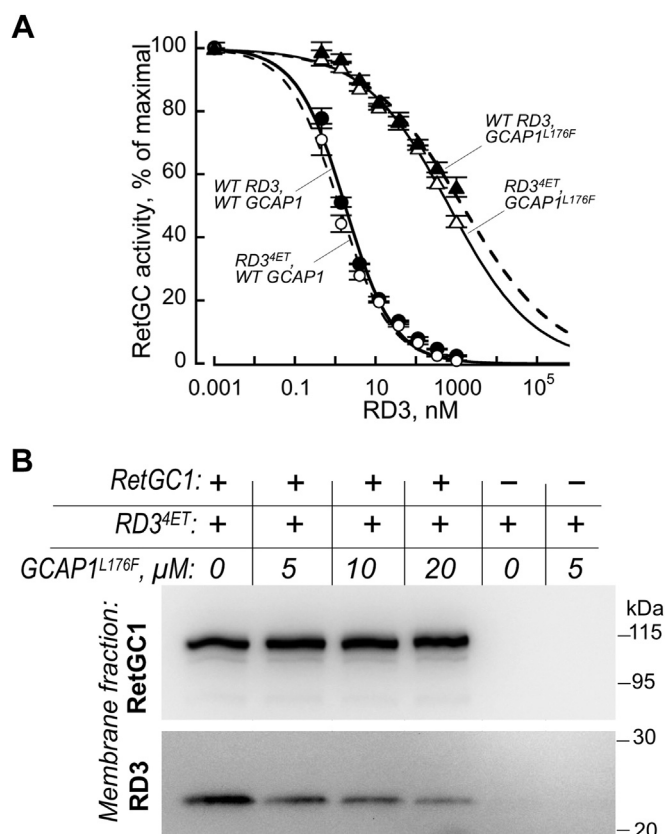 A
RetGC activity, % of maximal
100
80
60
40
20
0
WT RD3,
GCAP1^L176F
WT RD3,
WT GCAP1
RD3^4ET,
GCAP1^L176F
RD3^4ET,
WT GCAP1
0.001 0.1 10 1000 10^5
RD3, nM
B
RetGC1: + + + + − −
RD3^4ET: + + + + + +
GCAP1^L176F, µM: 0 5 10 20 0 5
Membrane fraction:
RetGC1
RD3
kDa
115
95
30
20